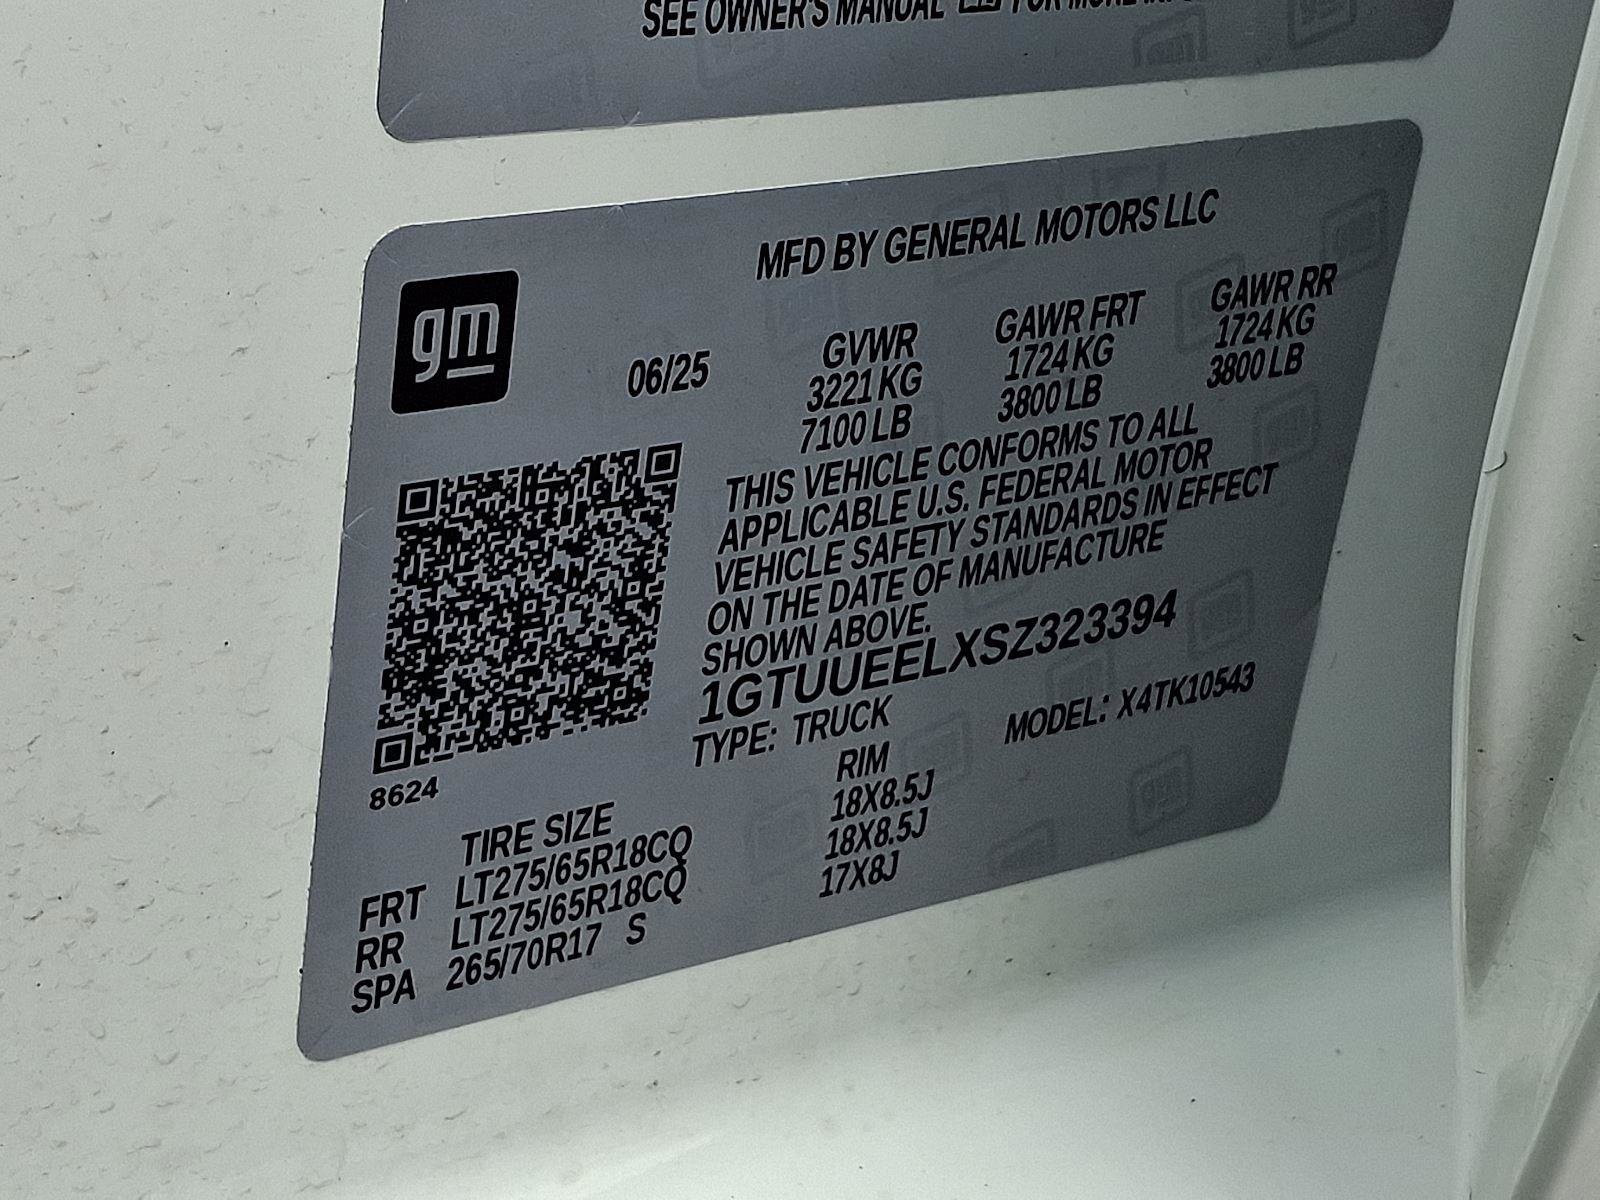 SEE OWNER'S MANUAL FOR MORE
gm
MFD BY GENERAL MOTORS LLC
06/25
GVWR GAWR FRT GAWR RR
3221 KG 1724 KG 1724 KG
7100 LB 3800 LB 3800 LB
THIS VEHICLE CONFORMS TO ALL
APPLICABLE U.S. FEDERAL MOTOR
VEHICLE SAFETY STANDARDS IN EFFECT
ON THE DATE OF MANUFACTURE
SHOWN ABOVE.
1GTUUEELXSZ323394
TYPE: TRUCK MODEL: X4TK10543
8624
TIRE SIZE RIM
FRT LT275/65R18CQ 18X8.5J
RR LT275/65R18CQ 18X8.5J
SPA 265/70R17 S 17X8J